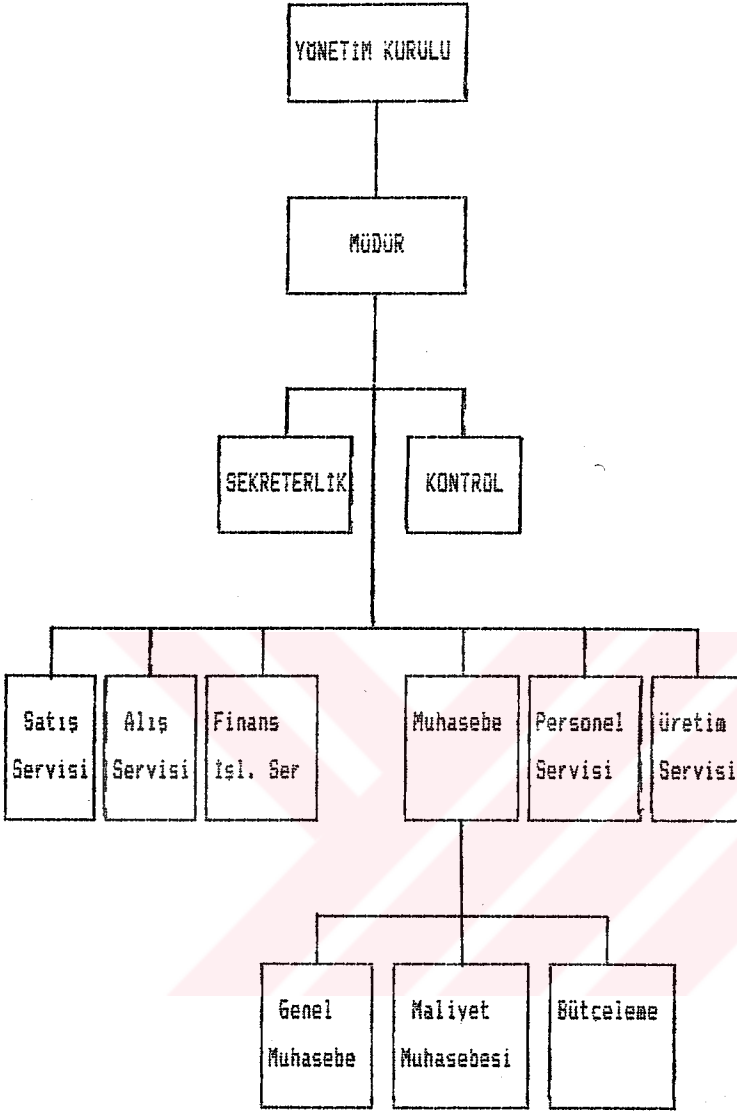 YÖNETİM KURULU
MÜDÜR
SEKRETERLİK
KONTROL
Satış
Servisi
Alış
Servisi
Finans
İşl. Ser
Muhasebe
Personel
Servisi
Üretim
Servisi
Genel
Muhasebe
Maliyet
Muhasebesi
Bütçeleme